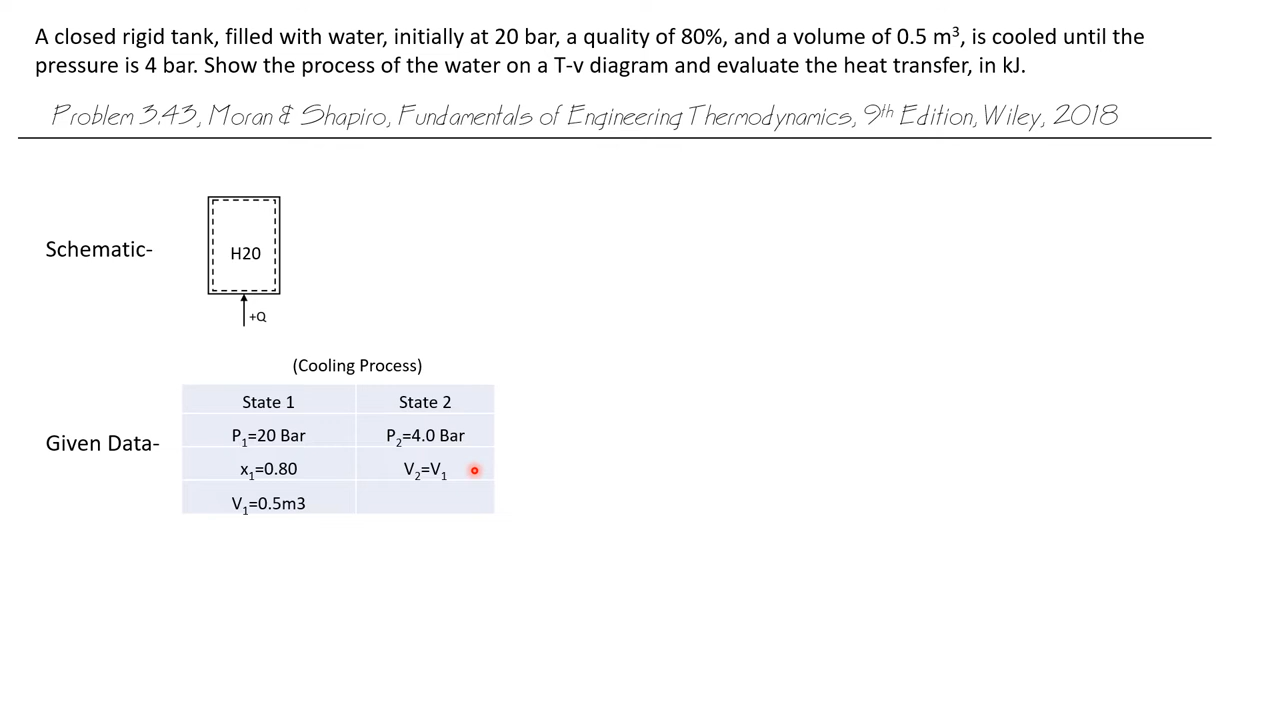 A closed rigid tank, filled with water, initially at 20 bar, a quality of 80%, and a volume of 0.5 m³, is cooled until the
pressure is 4 bar. Show the process of the water on a T-v diagram and evaluate the heat transfer, in kJ.
Problem 3.43, Moran & Shapiro, Fundamentals of Engineering Thermodynamics, 9th Edition, Wiley, 2018
Schematic-
H20
+Q
(Cooling Process)
Given Data-
State 1 State 2
P₁=20 Bar P₂=4.0 Bar
x₁=0.80 V₂=V₁
V₁=0.5m3